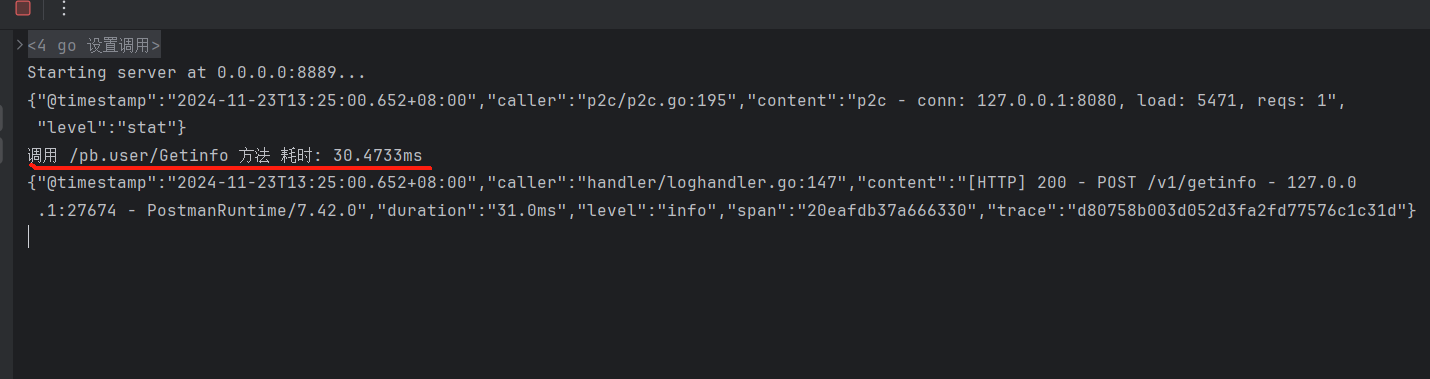 <4 go 设置调用>
Starting server at 0.0.0.0:8889...
{"@timestamp":"2024-11-23T13:25:00.652+08:00","caller":"p2c/p2c.go:195","content":"p2c - conn: 127.0.0.1:8080, load: 5471, reqs: 1",
"level":"stat"}
调用 /pb.user/Getinfo 方法 耗时: 30.4733ms
{"@timestamp":"2024-11-23T13:25:00.652+08:00","caller":"handler/loghandler.go:147","content":"[HTTP] 200 - POST /v1/getinfo - 127.0.0
.1:27674 - PostmanRuntime/7.42.0","duration":"31.0ms","level":"info","span":"20eafdb37a666330","trace":"d80758b003d052d3fa2fd77576c1c31d"}